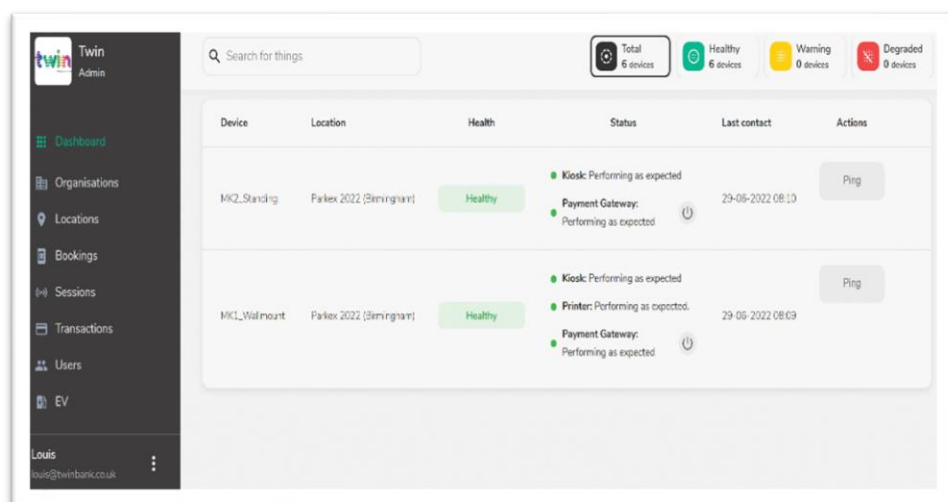 twin
Twin
Admin
Search for things
Total
6 devices
Healthy
6 devices
Warning
0 devices
Degraded
0 devices
Dashboard
Organisations
Locations
Bookings
Sessions
Transactions
Users
EV
Louis
louis@twinbank.co.uk
Device Location Health Status Last contact Actions
MK2_Standing Parkex 2022 (Birmingham) Healthy
Kiosk: Performing as expected
Payment Gateway:
Performing as expected
29-06-2022 08:10
Ping
MK1_Wallmount Parkex 2022 (Birmingham) Healthy
Kiosk: Performing as expected
Printer: Performing as expected.
Payment Gateway:
Performing as expected
29-06-2022 08:09
Ping